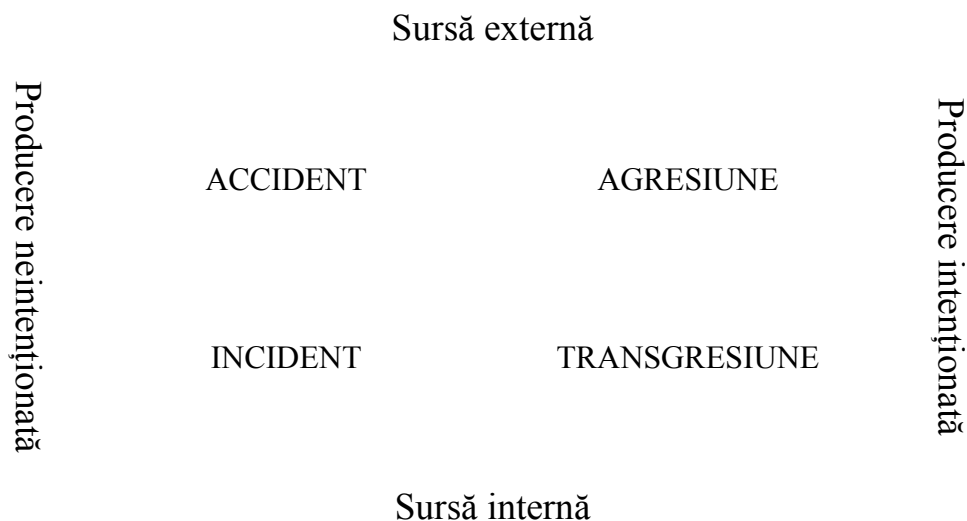 Sursă externă
Producere neintenționată
ACCIDENT
AGRESIUNE
Producere intenționată
INCIDENT
TRANSGRESIUNE
Sursă internă